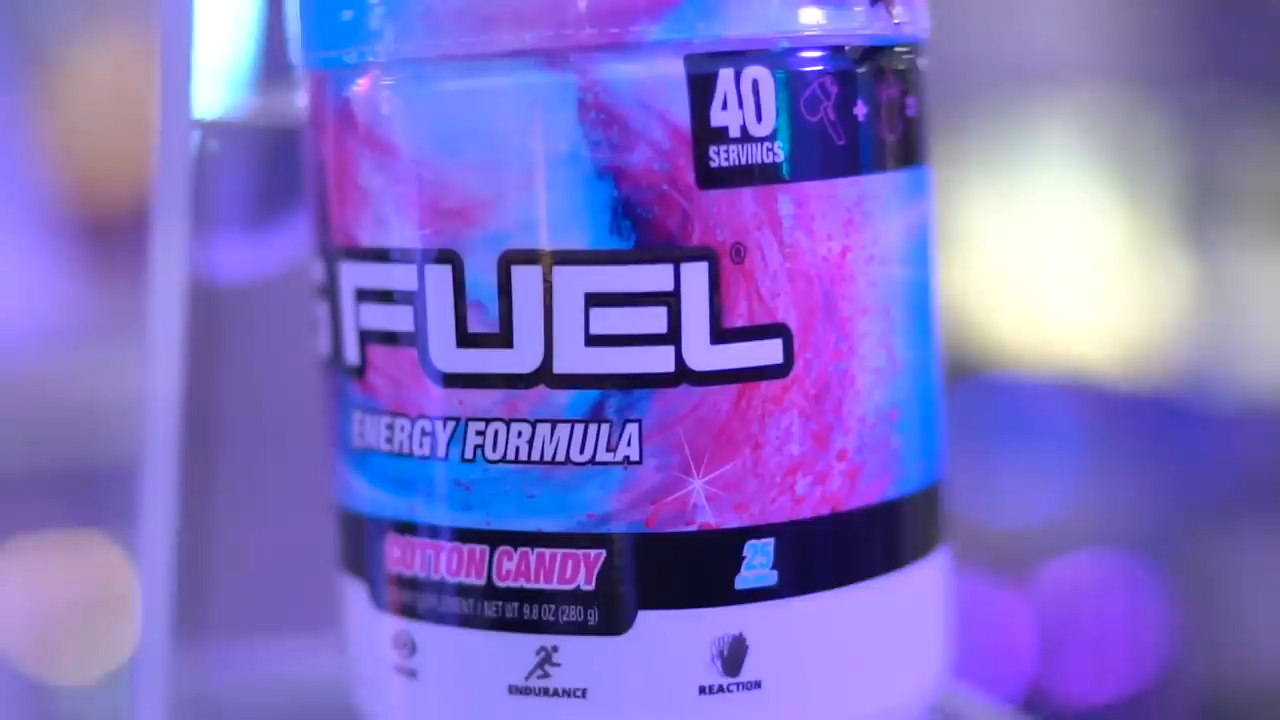 40
SERVINGS
FUEL®
ENERGY FORMULA
COTTON CANDY
25
NET WT 9.8 OZ (280 g)
ENDURANCE
REACTION